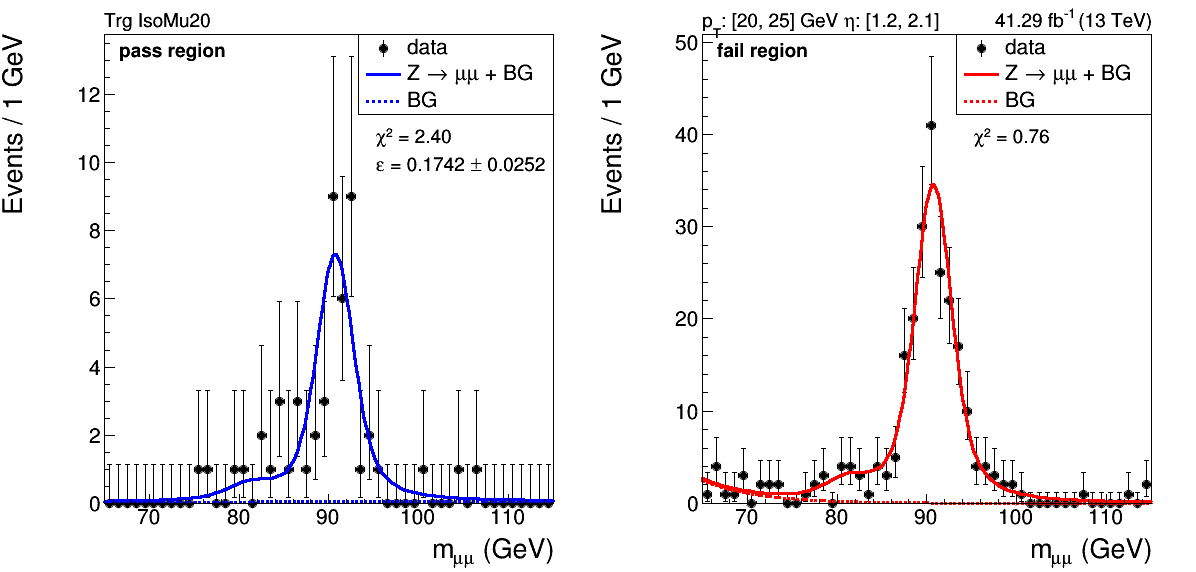 Trg IsoMu20
pass region
data
Z → μμ + BG
BG
χ² = 2.40
ε = 0.1742 ± 0.0252
Events / 1 GeV
0
2
4
6
8
10
12
70
80
90
100
110
mμμ (GeV)
pT: [20, 25] GeV η: [1.2, 2.1]
41.29 fb⁻¹ (13 TeV)
fail region
data
Z → μμ + BG
BG
χ² = 0.76
Events / 1 GeV
0
10
20
30
40
50
70
80
90
100
110
mμμ (GeV)